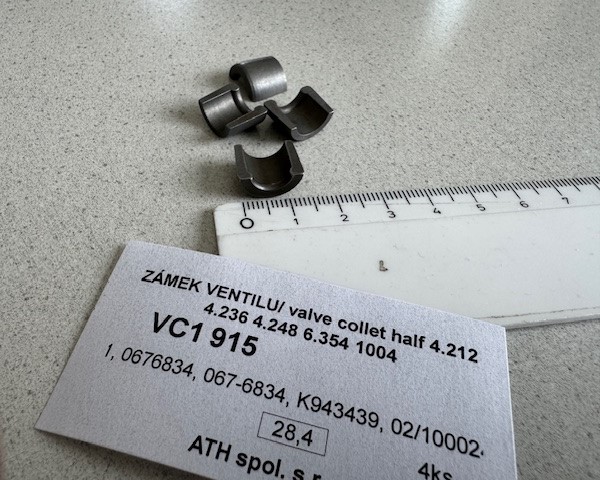 0 1 2 3 4 5 6 7
L
ZÁMEK VENTILU/ valve collet half 4.212
4.236 4.248 6.354 1004
VC1 915
1, 0676834, 067-6834, K943439, 02/10002
28,4
ATH spol. s r
4ks